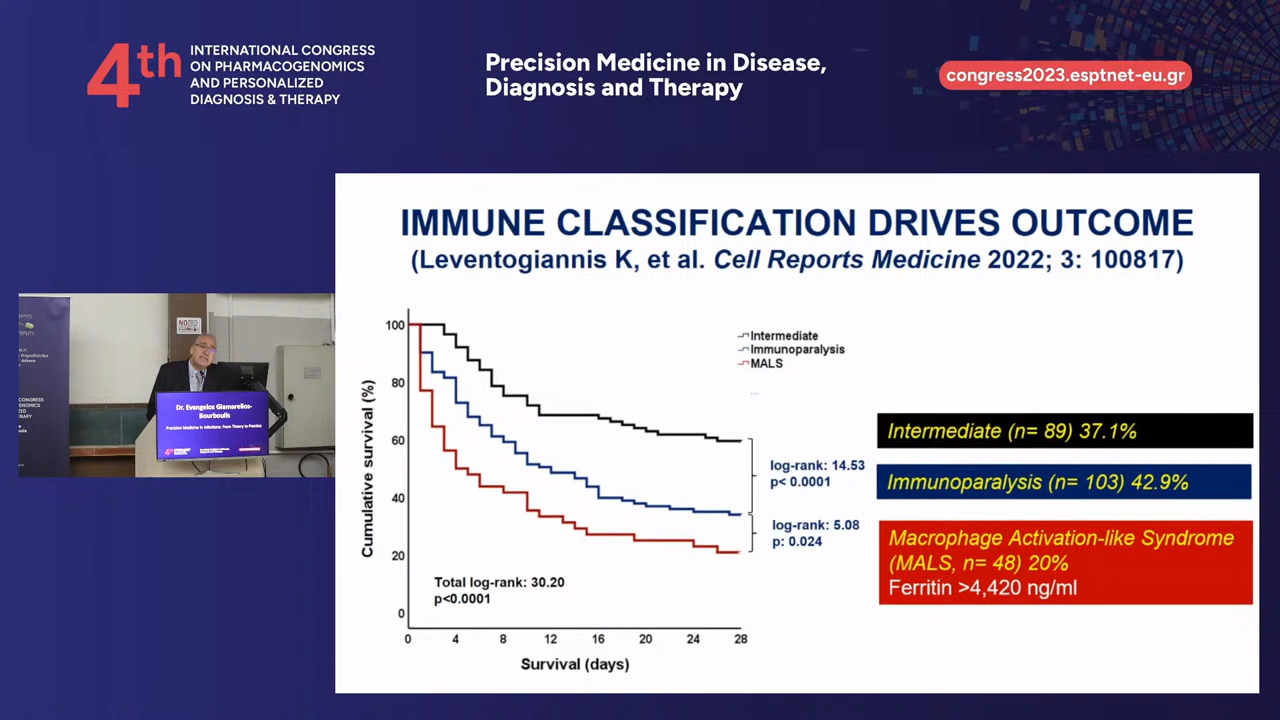 4th
INTERNATIONAL CONGRESS
ON PHARMACOGENOMICS
AND PERSONALIZED
DIAGNOSIS & THERAPY
Precision Medicine in Disease,
Diagnosis and Therapy
congress2023.esptnet-eu.gr
IMMUNE CLASSIFICATION DRIVES OUTCOME
(Leventogiannis K, et al. Cell Reports Medicine 2022; 3: 100817)
Cumulative survival (%)
100
80
60
40
20
0
0 4 8 12 16 20 24 28
Survival (days)
Intermediate
Immunoparalysis
MALS
...
log-rank: 14.53
p< 0.0001
log-rank: 5.08
p: 0.024
Total log-rank: 30.20
p<0.0001
Intermediate (n= 89) 37.1%
Immunoparalysis (n= 103) 42.9%
Macrophage Activation-like Syndrome
(MALS, n= 48) 20%
Ferritin >4,420 ng/ml
NO
Dr. Evangelos Giamarellos-
Bourboulis
Precision Medicine in Infections: From Theory to Practice
4th